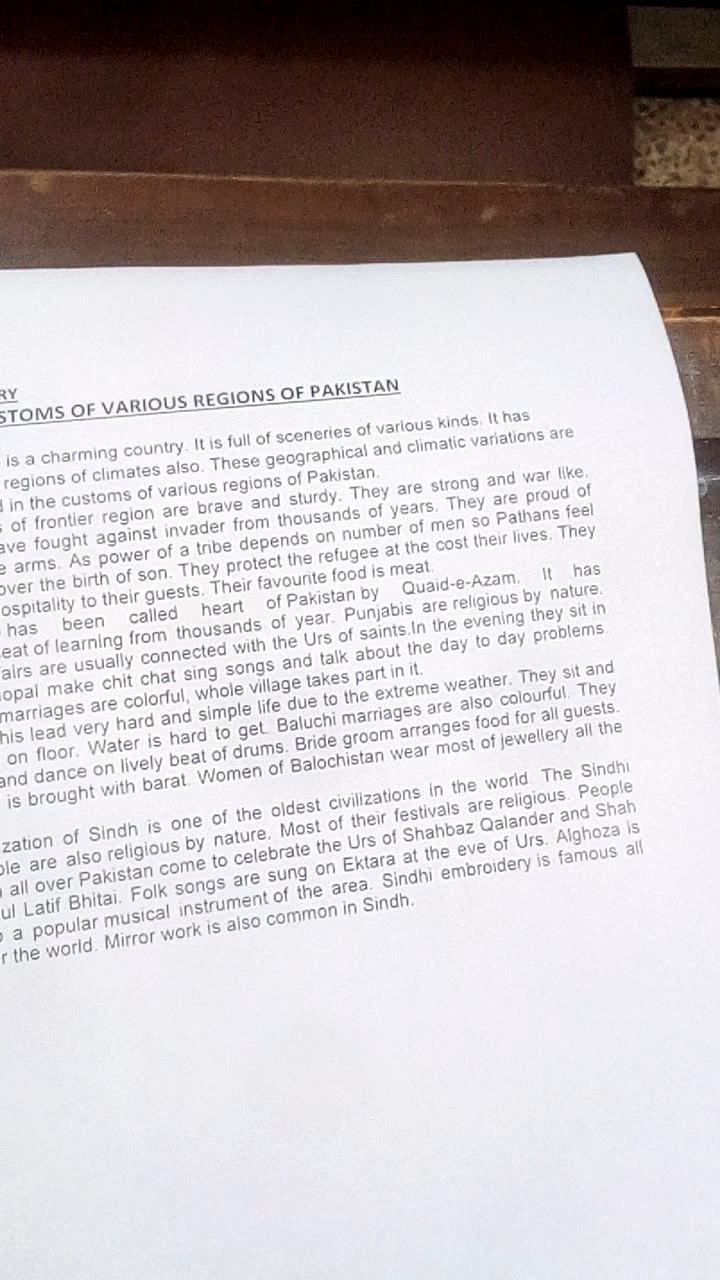 RY
STOMS OF VARIOUS REGIONS OF PAKISTAN
is a charming country. It is full of sceneries of various kinds. It has
regions of climates also. These geographical and climatic variations are
in the customs of various regions of Pakistan.
of frontier region are brave and sturdy. They are strong and war like.
ave fought against invader from thousands of years. They are proud of
e arms. As power of a tribe depends on number of men so Pathans feel
over the birth of son. They protect the refugee at the cost their lives. They
ospitality to their guests. Their favourite food is meat.
has been called heart of Pakistan by Quaid-e-Azam. It has
eat of learning from thousands of year. Punjabis are religious by nature.
airs are usually connected with the Urs of saints.In the evening they sit in
opal make chit chat sing songs and talk about the day to day problems
marriages are colorful, whole village takes part in it.
his lead very hard and simple life due to the extreme weather. They sit and
on floor. Water is hard to get. Baluchi marriages are also colourful. They
and dance on lively beat of drums. Bride groom arranges food for all guests.
is brought with barat. Women of Balochistan wear most of jewellery all the
zation of Sindh is one of the oldest civilizations in the world. The Sindhi
ple are also religious by nature. Most of their festivals are religious. People
all over Pakistan come to celebrate the Urs of Shahbaz Qalander and Shah
ul Latif Bhitai. Folk songs are sung on Ektara at the eve of Urs. Alghoza is
a popular musical instrument of the area. Sindhi embroidery is famous all
r the world. Mirror work is also common in Sindh.